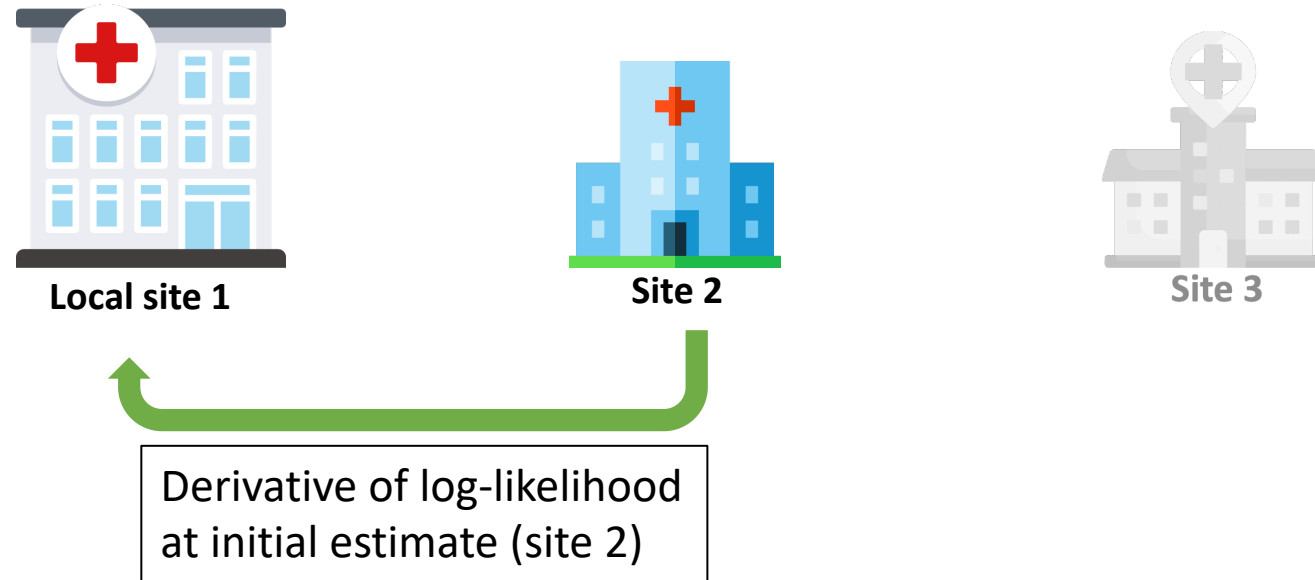 Local site 1
Site 2
Site 3
Derivative of log-likelihood
at initial estimate (site 2)